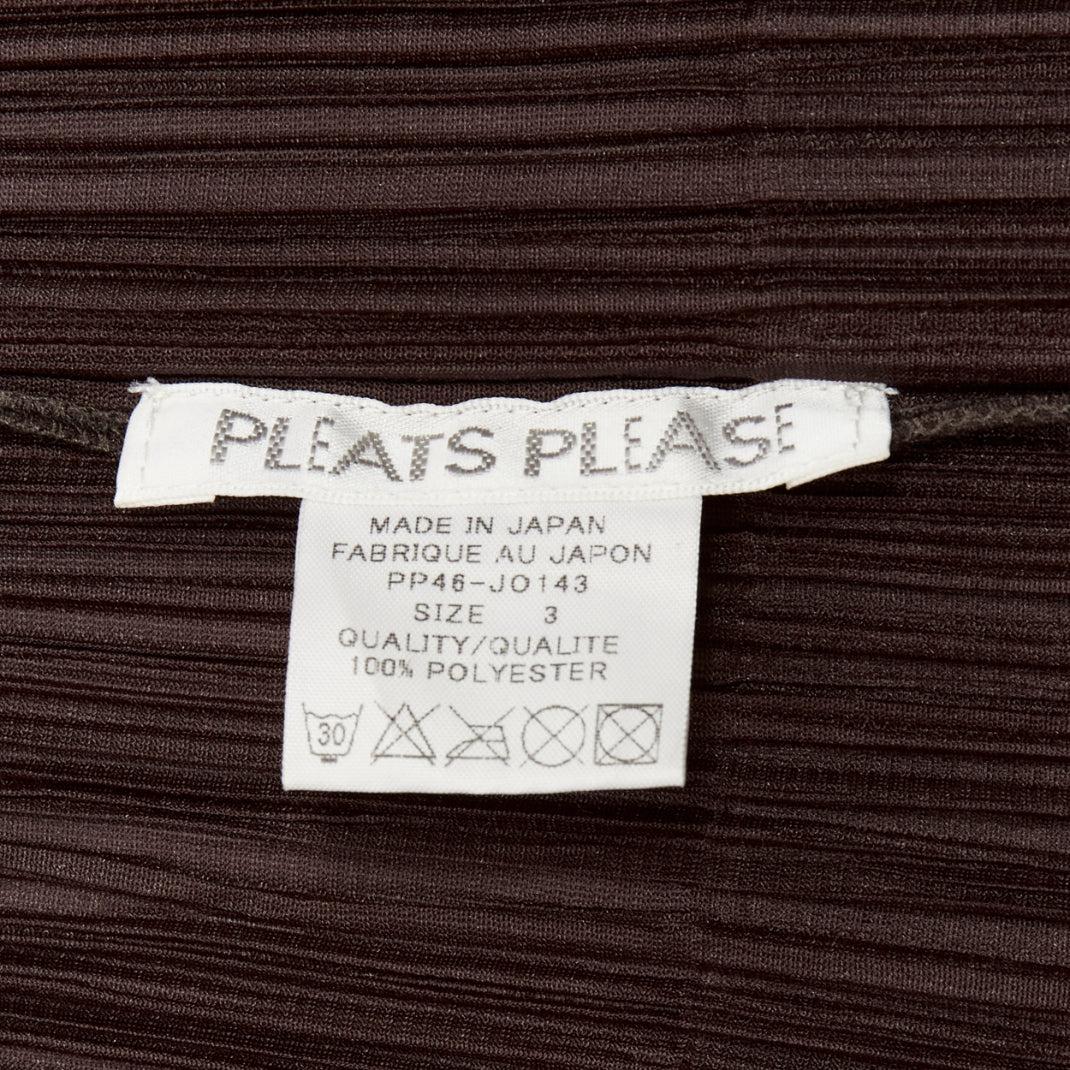 PLEATS PLEASE
MADE IN JAPAN
FABRIQUE AU JAPON
PP46-JO143
SIZE 3
QUALITY/QUALITE
100% POLYESTER
30